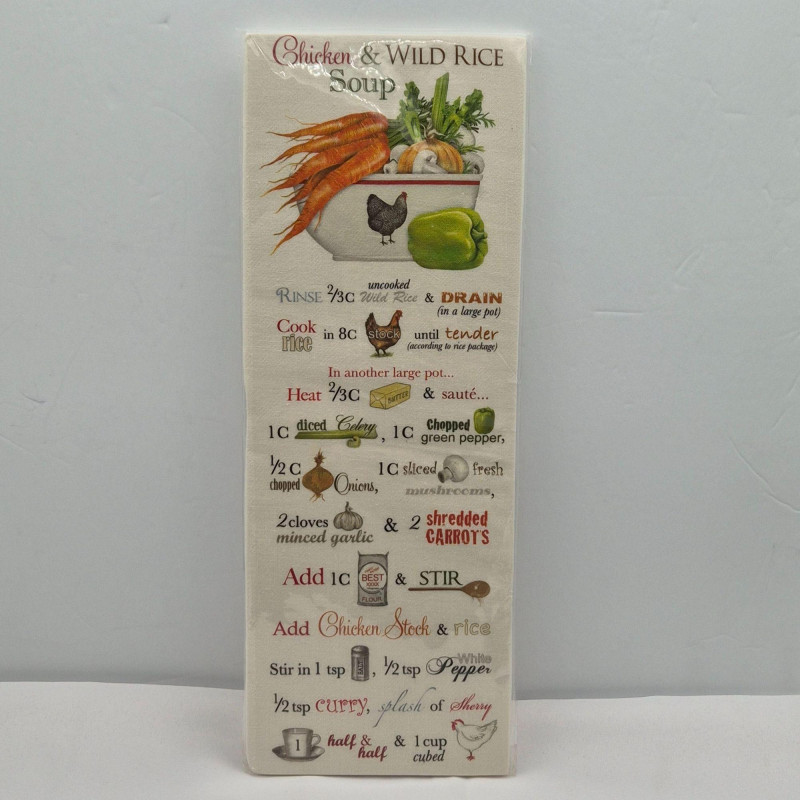 Chicken & WILD RICE
Soup
RINSE 2/3C uncooked Wild Rice & DRAIN
(in a large pot)
Cook rice in 8C STOCK until tender
(according to rice package)
In another large pot...
Heat 2/3C BUTTER & sauté...
1C diced Celery, 1C Chopped green pepper,
1/2 C chopped Onions, 1C sliced fresh mushrooms,
2 cloves minced garlic & 2 shredded CARROTS
Add 1C BEST FLOUR & STIR
Add Chicken Stock & rice
Stir in 1 tsp SALT, 1/2 tsp White Pepper
1/2 tsp curry, splash of Sherry
1 half & half & 1 cup cubed